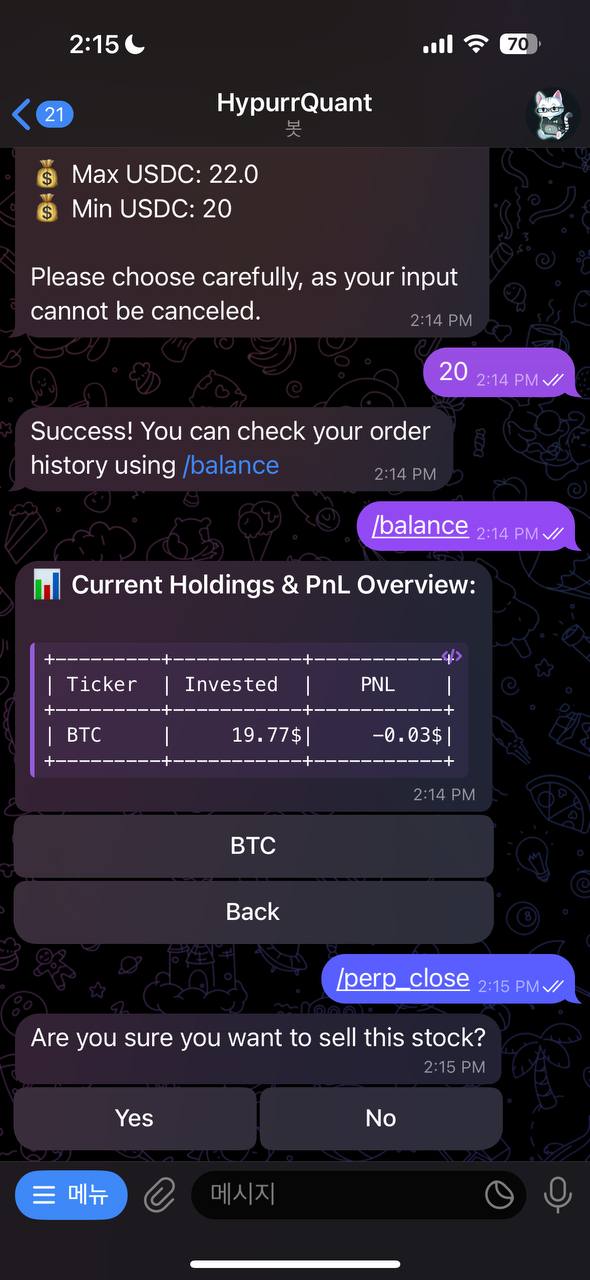 2:15
70
21
HypurrQuant
봇
💰 Max USDC: 22.0
💰 Min USDC: 20
Please choose carefully, as your input
cannot be canceled.
2:14 PM
20 2:14 PM
Success! You can check your order
history using /balance
2:14 PM
/balance 2:14 PM
📊 Current Holdings & PnL Overview:
</>
+---------+-----------+-----------+
| Ticker | Invested | PNL |
+---------+-----------+-----------+
| BTC | 19.77$| -0.03$|
+---------+-----------+-----------+
2:14 PM
BTC
Back
/perp_close 2:15 PM
Are you sure you want to sell this stock?
2:15 PM
Yes No
메뉴 메시지